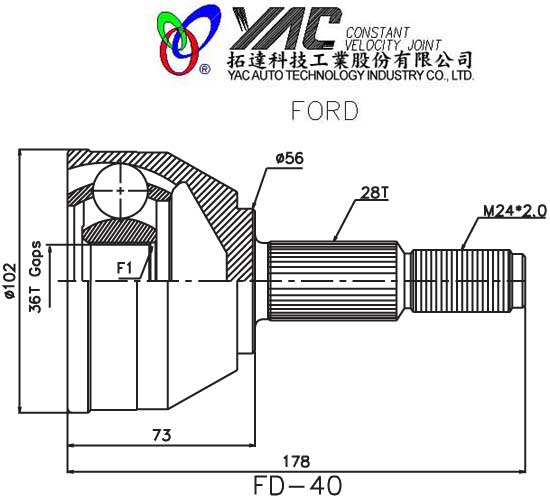 YAC CONSTANT
VELOCITY JOINT
®
拓達科技工業股份有限公司
YAC AUTO TECHNOLOGY INDUSTRY CO., LTD.
FORD
ø56
28T
M24*2.0
36T Gaps
F1
ø102
73
178
FD-40